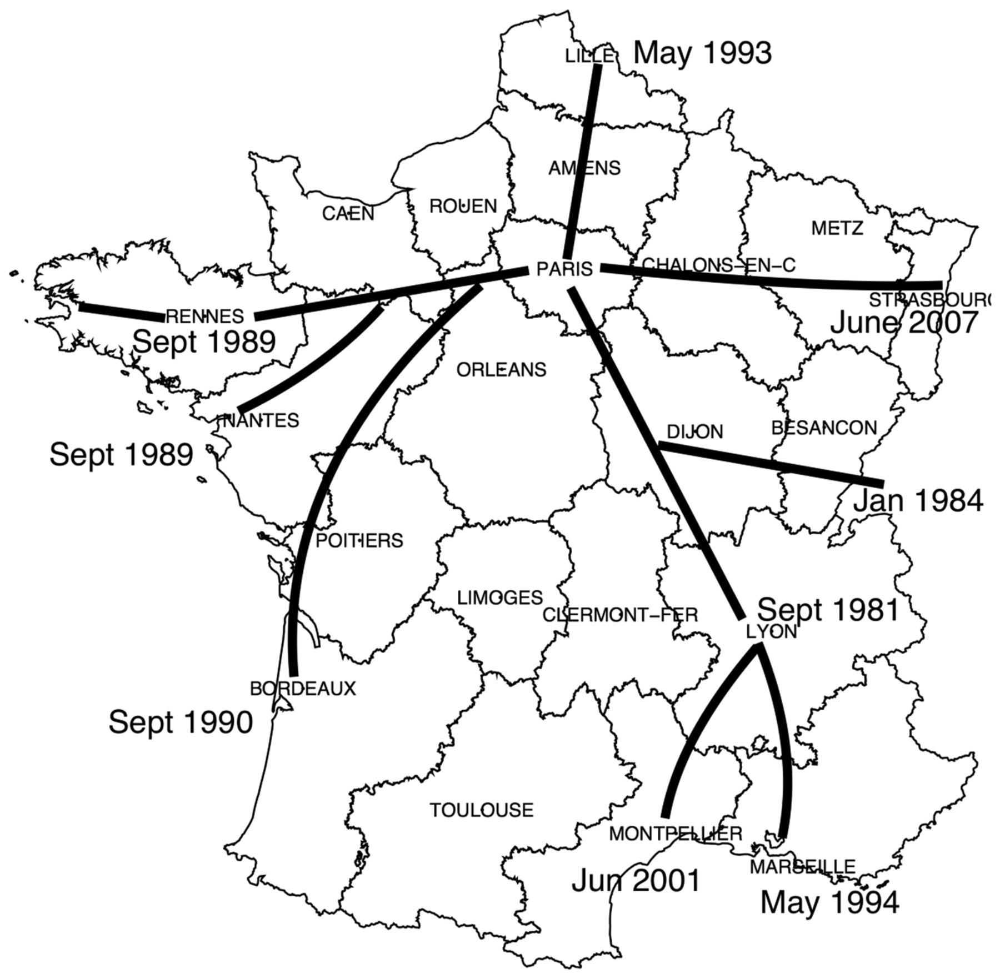 LILLE May 1993
AMIENS
CAEN
ROUEN
METZ
PARIS
CHALONS-EN-C
STRASBOURG
June 2007
RENNES
Sept 1989
ORLEANS
NANTES
Sept 1989
DIJON
BESANCON
Jan 1984
POITIERS
LIMOGES
CLERMONT-FER
Sept 1981
LYON
BORDEAUX
Sept 1990
TOULOUSE
MONTPELLIER
Jun 2001
MARSEILLE
May 1994